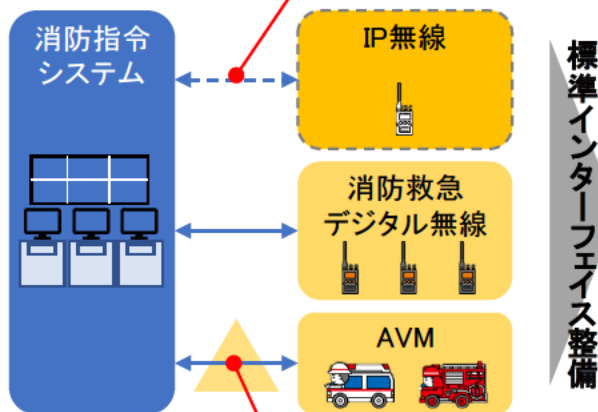 消防指令
システム
IP無線
消防救急
デジタル無線
AVM
標準インターフェイス整備